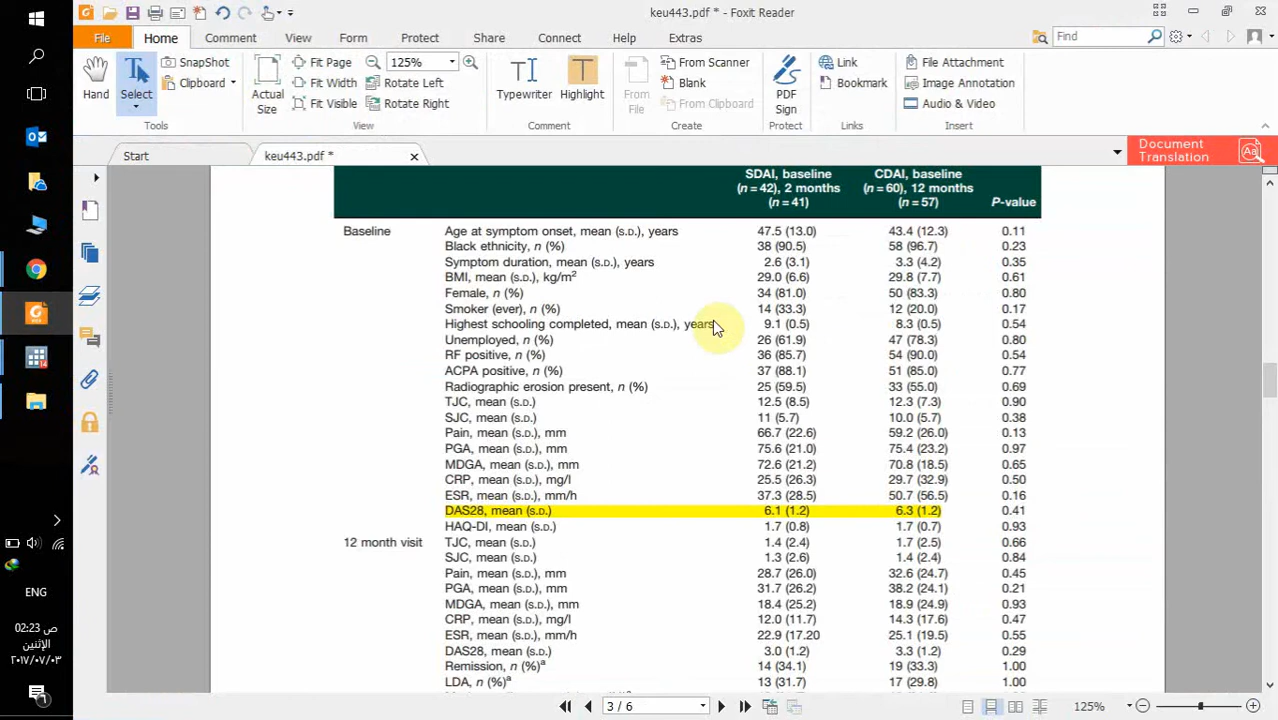 keu443.pdf * - Foxit Reader
File Home Comment View Form Protect Share Connect Help Extras
Find
Hand
Select
SnapShot
Clipboard
Actual Size
Fit Page
Fit Width
Fit Visible
125%
Rotate Left
Rotate Right
Typewriter
Highlight
From File
From Scanner
Blank
From Clipboard
PDF Sign
Link
Bookmark
File Attachment
Image Annotation
Audio & Video
Tools View Comment Create Protect Links Insert
Start
keu443.pdf *
Document Translation
SDAI, baseline CDAI, baseline
(n = 42), 2 months (n = 60), 12 months
(n = 41) (n = 57) P-value
Baseline Age at symptom onset, mean (S.D.), years 47.5 (13.0) 43.4 (12.3) 0.11
Black ethnicity, n (%) 38 (90.5) 58 (96.7) 0.23
Symptom duration, mean (S.D.), years 2.6 (3.1) 3.3 (4.2) 0.35
BMI, mean (S.D.), kg/m² 29.0 (6.6) 29.8 (7.7) 0.61
Female, n (%) 34 (81.0) 50 (83.3) 0.80
Smoker (ever), n (%) 14 (33.3) 12 (20.0) 0.17
Highest schooling completed, mean (S.D.), years 9.1 (0.5) 8.3 (0.5) 0.54
Unemployed, n (%) 26 (61.9) 47 (78.3) 0.80
RF positive, n (%) 36 (85.7) 54 (90.0) 0.54
ACPA positive, n (%) 37 (88.1) 51 (85.0) 0.77
Radiographic erosion present, n (%) 25 (59.5) 33 (55.0) 0.69
TJC, mean (S.D.) 12.5 (8.5) 12.3 (7.3) 0.90
SJC, mean (S.D.) 11 (5.7) 10.0 (5.7) 0.38
Pain, mean (S.D.), mm 66.7 (22.6) 59.2 (26.0) 0.13
PGA, mean (S.D.), mm 75.6 (21.0) 75.4 (23.2) 0.97
MDGA, mean (S.D.), mm 72.6 (21.2) 70.8 (18.5) 0.65
CRP, mean (S.D.), mg/l 25.5 (26.3) 29.7 (32.9) 0.50
ESR, mean (S.D.), mm/h 37.3 (28.5) 50.7 (56.5) 0.16
DAS28, mean (S.D.) 6.1 (1.2) 6.3 (1.2) 0.41
HAQ-DI, mean (S.D.) 1.7 (0.8) 1.7 (0.7) 0.93
12 month visit TJC, mean (S.D.) 1.4 (2.4) 1.7 (2.5) 0.66
SJC, mean (S.D.) 1.3 (2.6) 1.4 (2.4) 0.84
Pain, mean (S.D.), mm 28.7 (26.0) 32.6 (24.7) 0.45
PGA, mean (S.D.), mm 31.7 (26.2) 38.2 (24.1) 0.21
MDGA, mean (S.D.), mm 18.4 (25.2) 18.9 (24.9) 0.93
CRP, mean (S.D.), mg/l 12.0 (11.7) 14.3 (17.6) 0.47
ESR, mean (S.D.), mm/h 22.9 (17.20 25.1 (19.5) 0.55
DAS28, mean (S.D.) 3.0 (1.2) 3.3 (1.2) 0.29
Remission, n (%)ᵃ 14 (34.1) 19 (33.3) 1.00
LDA, n (%)ᵃ 13 (31.7) 17 (29.8) 1.00
3 / 6
125%
ENG
02:23 ص
الإثنين
٢٠١٧/٠٧/٠٣